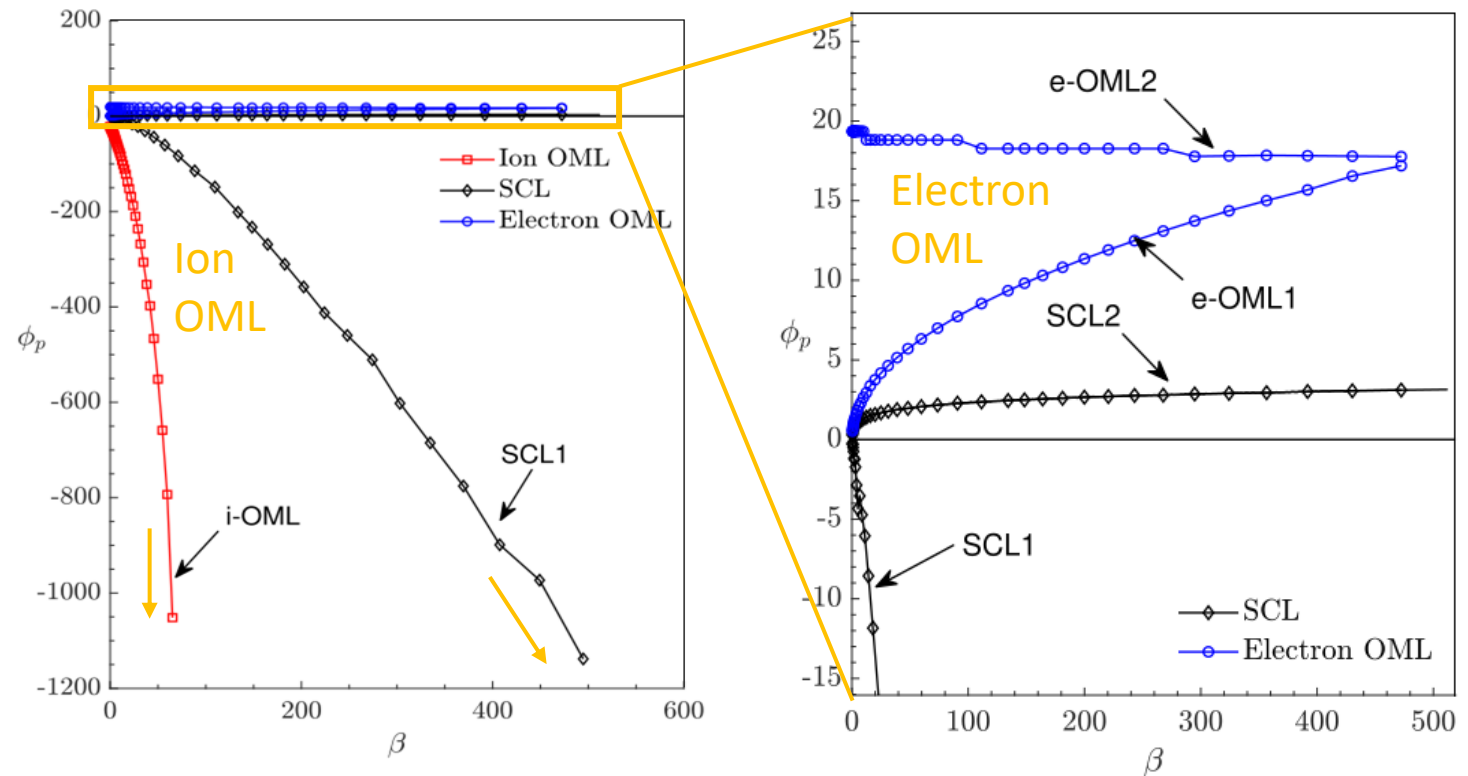 200
0
-200
-400
-600
-800
-1000
-1200
0
200
400
600
ϕp
β
Ion OML
SCL
Electron OML
Ion
OML
i-OML
SCL1
25
20
15
10
5
0
-5
-10
-15
0
100
200
300
400
500
ϕp
β
e-OML2
Electron
OML
e-OML1
SCL2
SCL1
SCL
Electron OML